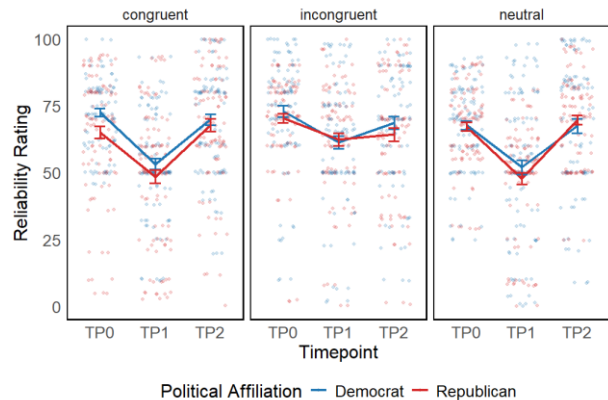 congruent incongruent neutral
100
75
50
25
0
Reliability Rating
TP0 TP1 TP2 TP0 TP1 TP2 TP0 TP1 TP2
Timepoint
Political Affiliation Democrat Republican